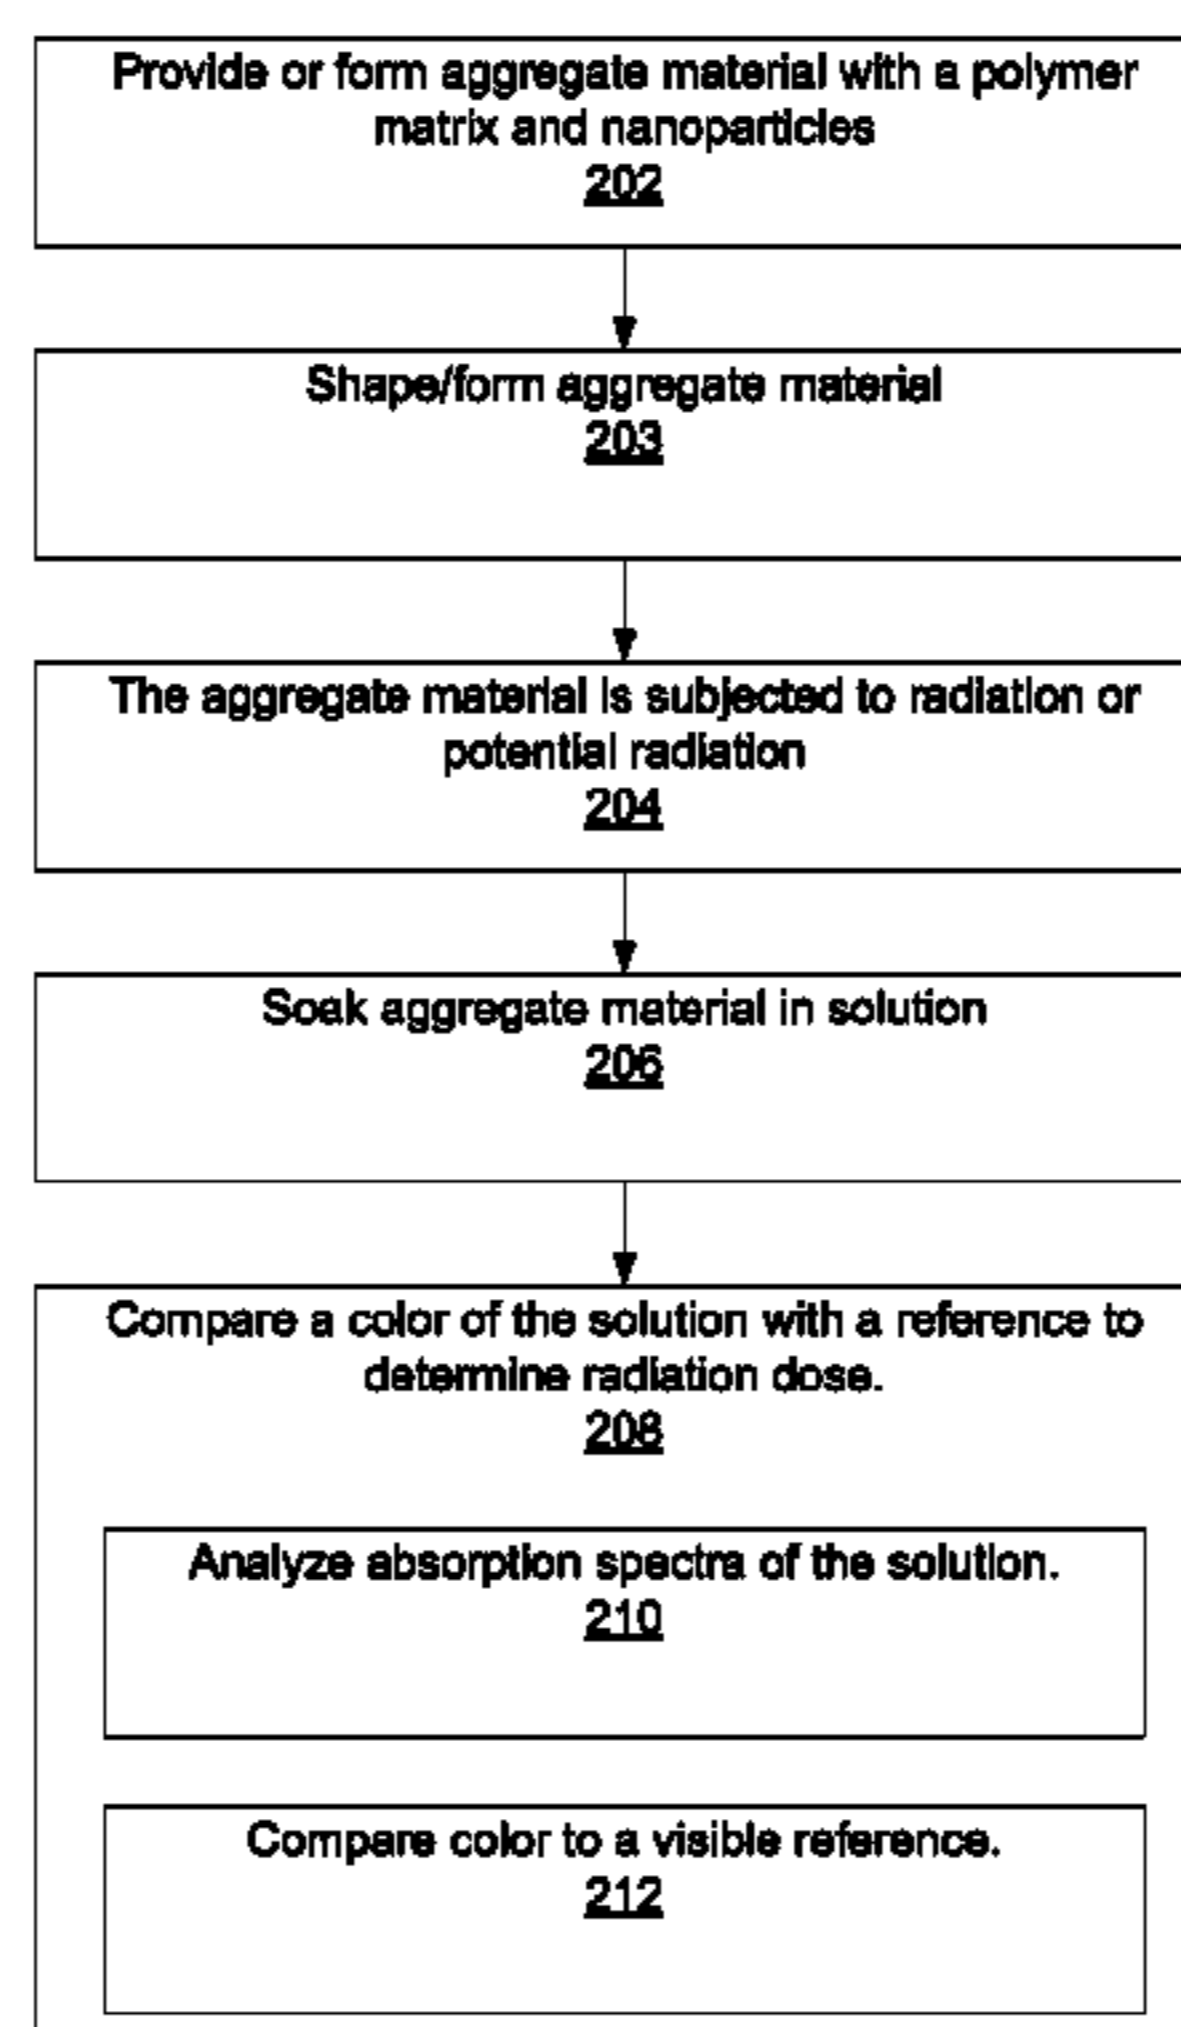 Provide or form aggregate material with a polymer
matrix and nanoparticles
202
Shape/form aggregate material
203
The aggregate material is subjected to radiation or
potential radiation
204
Soak aggregate material in solution
206
Compare a color of the solution with a reference to
determine radiation dose.
208
Analyze absorption spectra of the solution.
210
Compare color to a visible reference.
212